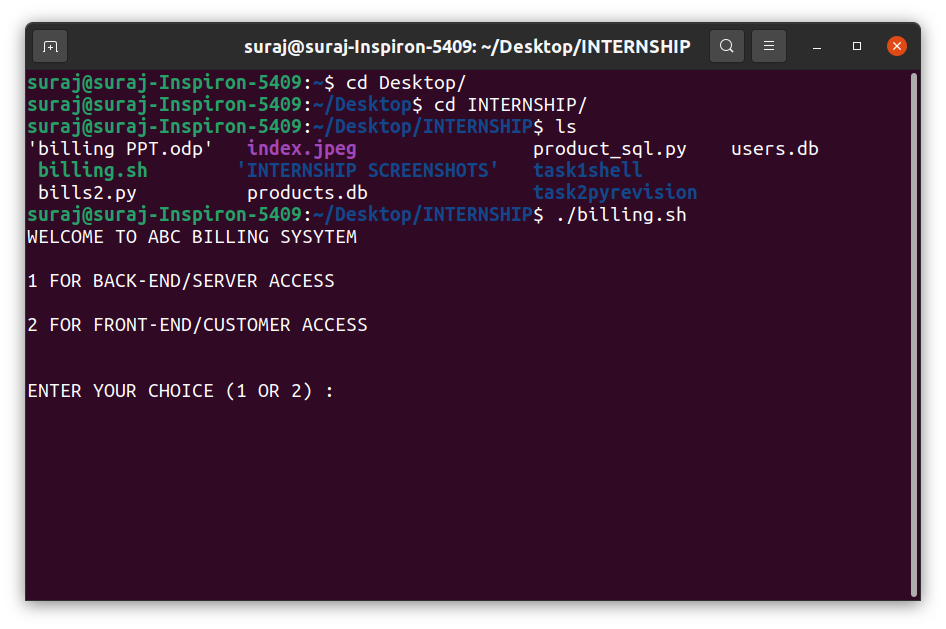 suraj@suraj-Inspiron-5409: ~/Desktop/INTERNSHIP
suraj@suraj-Inspiron-5409:~$ cd Desktop/
suraj@suraj-Inspiron-5409:~/Desktop$ cd INTERNSHIP/
suraj@suraj-Inspiron-5409:~/Desktop/INTERNSHIP$ ls
'billing PPT.odp'   index.jpeg                product_sql.py    users.db
 billing.sh        'INTERNSHIP SCREENSHOTS'   task1shell
 bills2.py          products.db               task2pyrevision
suraj@suraj-Inspiron-5409:~/Desktop/INTERNSHIP$ ./billing.sh
WELCOME TO ABC BILLING SYSYTEM
1 FOR BACK-END/SERVER ACCESS
2 FOR FRONT-END/CUSTOMER ACCESS
ENTER YOUR CHOICE (1 OR 2) :